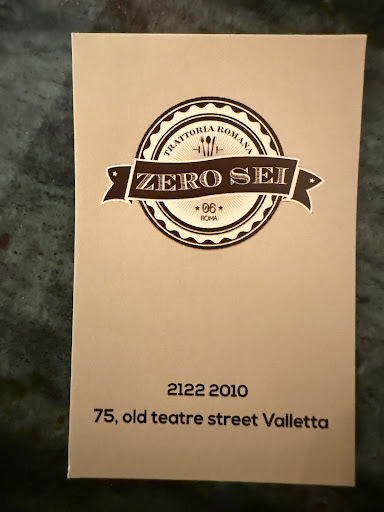 TRATTORIA ROMANA
ZERO SEI
06
ROMA
2122 2010
75, old teatre street Valletta